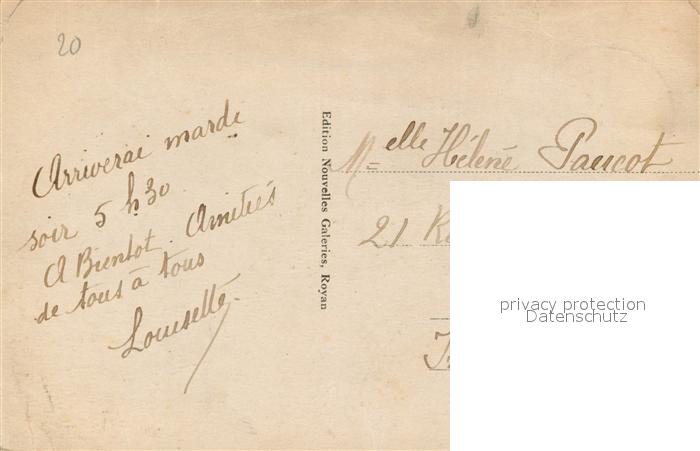 20
Arriverai mardi
soir 5 h 30
A Bientot. Amitiés
de tous à tous
Louisette
Edition Nouvelles Galeries, Royan
Melle Hélène Paucot
21
privacy protection
Datenschutz